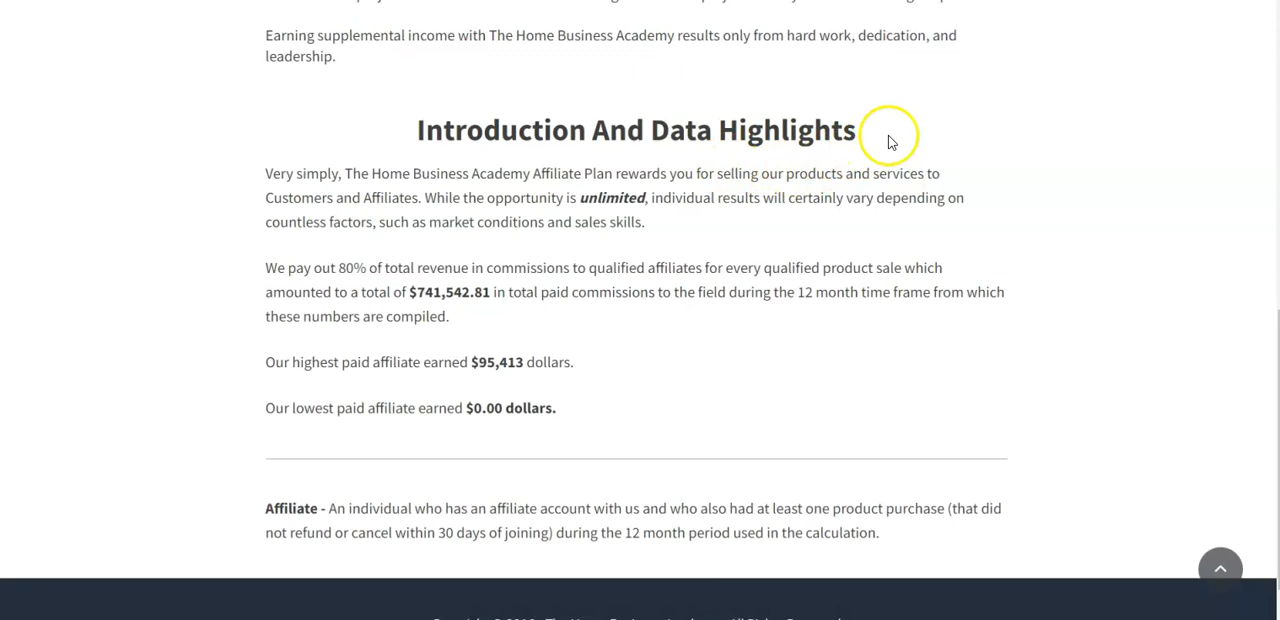 Earning supplemental income with The Home Business Academy results only from hard work, dedication, and
leadership.
Introduction And Data Highlights
Very simply, The Home Business Academy Affiliate Plan rewards you for selling our products and services to
Customers and Affiliates. While the opportunity is unlimited, individual results will certainly vary depending on
countless factors, such as market conditions and sales skills.
We pay out 80% of total revenue in commissions to qualified affiliates for every qualified product sale which
amounted to a total of $741,542.81 in total paid commissions to the field during the 12 month time frame from which
these numbers are compiled.
Our highest paid affiliate earned $95,413 dollars.
Our lowest paid affiliate earned $0.00 dollars.
Affiliate - An individual who has an affiliate account with us and who also had at least one product purchase (that did
not refund or cancel within 30 days of joining) during the 12 month period used in the calculation.